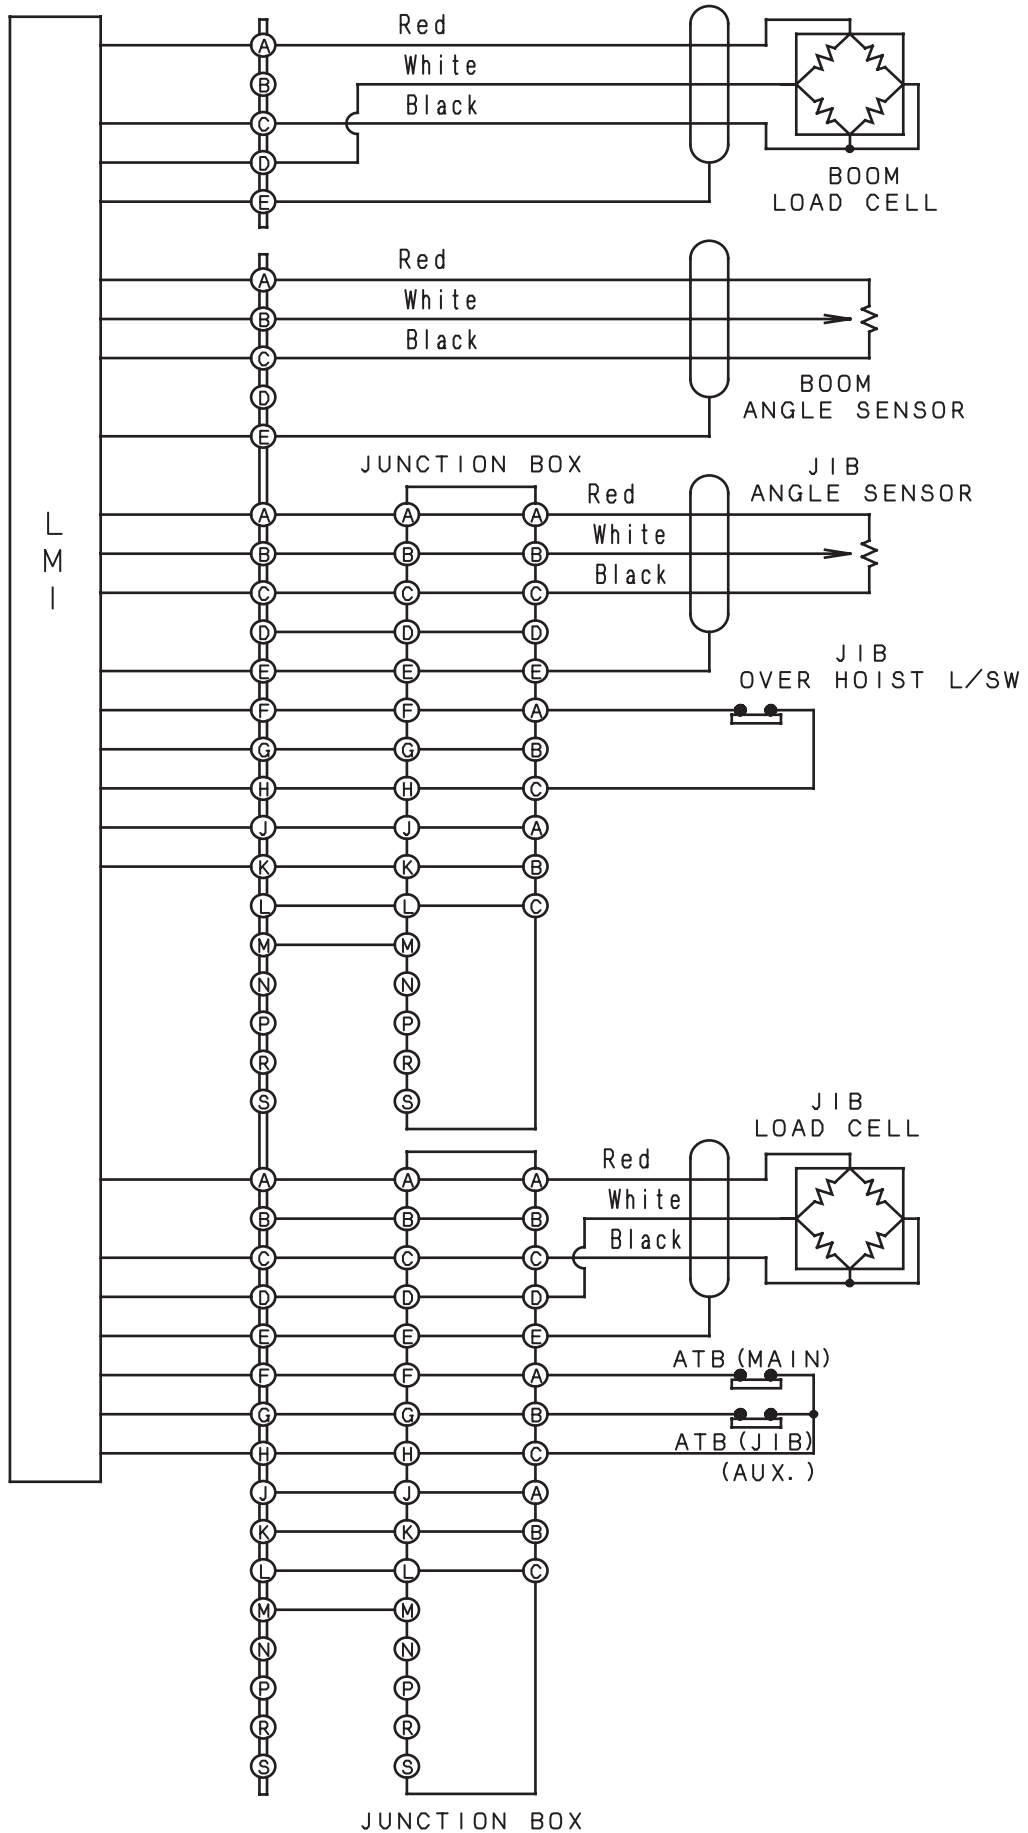 Red
A
White
B
Black
C
D
BOOM
E
LOAD CELL
Red
A
White
B
Black
C
BOOM
D
ANGLE SENSOR
E
JUNCTION BOX
JIB
Red
ANGLE SENSOR
A A A
White
B B B
Black
C C C
D D D
JIB
E E E
OVER HOIST L/SW
F F A
G G B
H H C
J J A
K K B
L L C
M M
N N
P P
R R
S S
LMI
JIB
LOAD CELL
Red
A A A
White
B B B
Black
C C C
D D D
E E E
ATB (MAIN)
F F A
G G B
ATB (JIB)
H H C
(AUX.)
J J A
K K B
L L C
M M
N N
P P
R R
S S
JUNCTION BOX